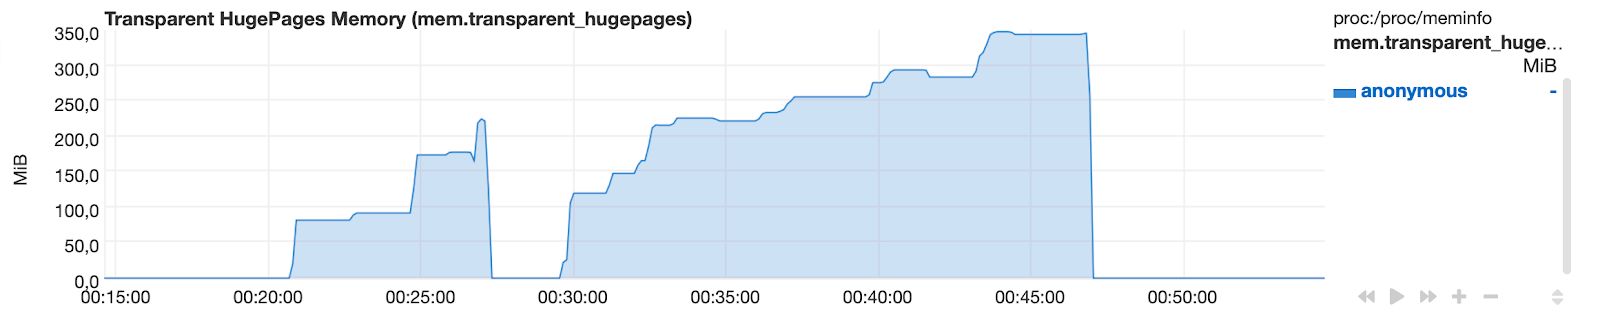 Transparent HugePages Memory (mem.transparent_hugepages)
proc:/proc/meminfo
mem.transparent_huge...
MiB
anonymous -
MiB
350,0
300,0
250,0
200,0
150,0
100,0
50,0
0,0
00:15:00 00:20:00 00:25:00 00:30:00 00:35:00 00:40:00 00:45:00 00:50:00